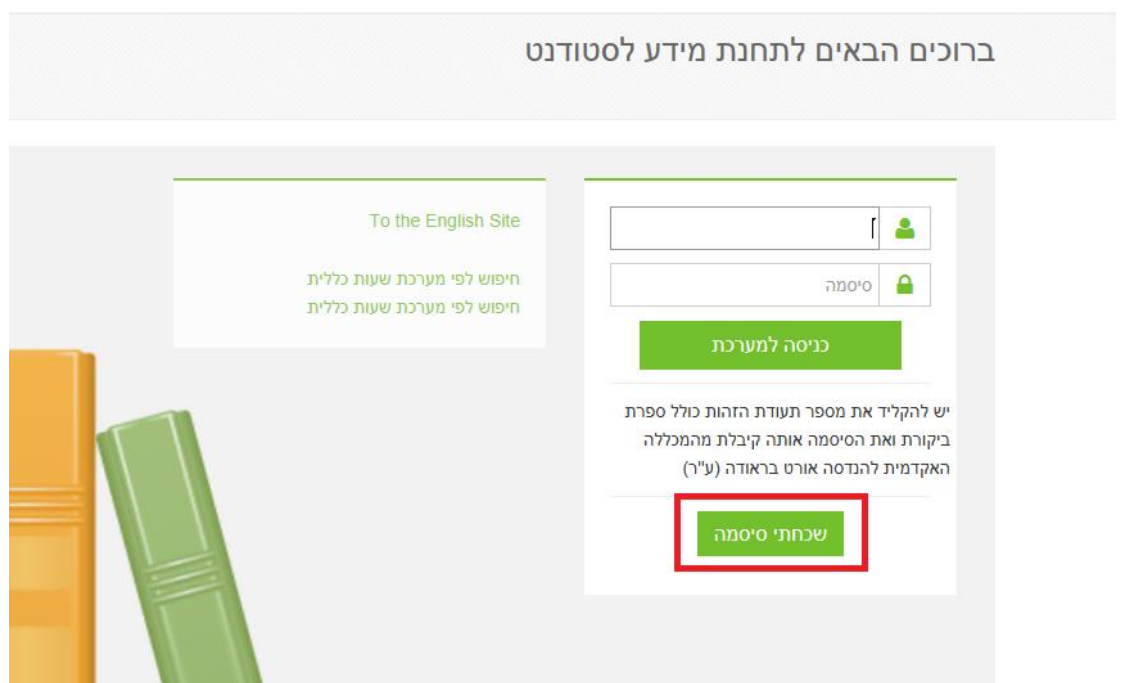 ברוכים הבאים לתחנת מידע לסטודנט
סיסמה
כניסה למערכת
יש להקליד את מספר תעודת הזהות כולל ספרת
ביקורת ואת הסיסמה אותה קיבלת מהמכללה
האקדמית להנדסה אורט בראודה (ע"ר)
שכחתי סיסמה
To the English Site
חיפוש לפי מערכת שעות כללית
חיפוש לפי מערכת שעות כללית